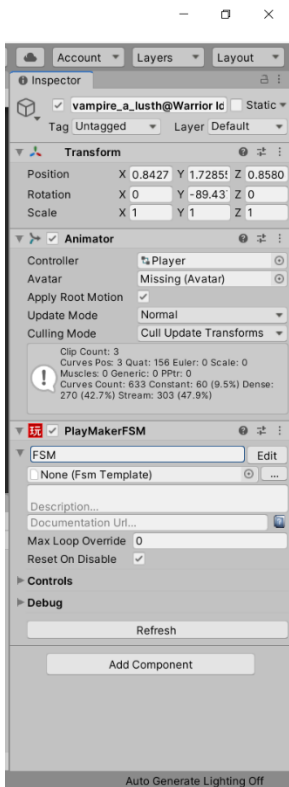 Account Layers Layout
Inspector
vampire_a_lusth@Warrior Id Static
Tag Untagged Layer Default
Transform
Position X 0.8427 Y 1.7285 Z 0.8580
Rotation X 0 Y -89.43 Z 0
Scale X 1 Y 1 Z 1
Animator
Controller Player
Avatar Missing (Avatar)
Apply Root Motion
Update Mode Normal
Culling Mode Cull Update Transforms
Clip Count: 3
Curves Pos: 3 Quat: 156 Euler: 0 Scale: 0
Muscles: 0 Generic: 0 PPtr: 0
Curves Count: 633 Constant: 60 (9.5%) Dense:
270 (42.7%) Stream: 303 (47.9%)
玩 PlayMakerFSM
FSM Edit
None (Fsm Template) ...
Description...
Documentation Url...
Max Loop Override 0
Reset On Disable
Controls
Debug
Refresh
Add Component
Auto Generate Lighting Off